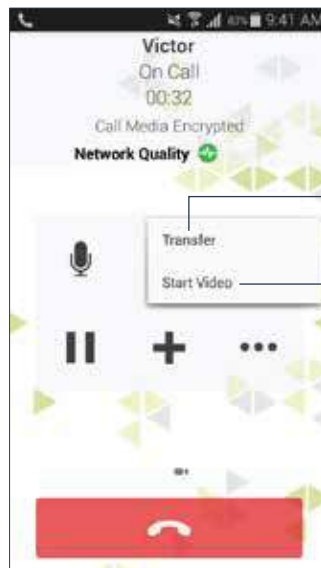 9:41 AM
Victor
On Call
00:32
Call Media Encrypted
Network Quality
Transfer
Start Video